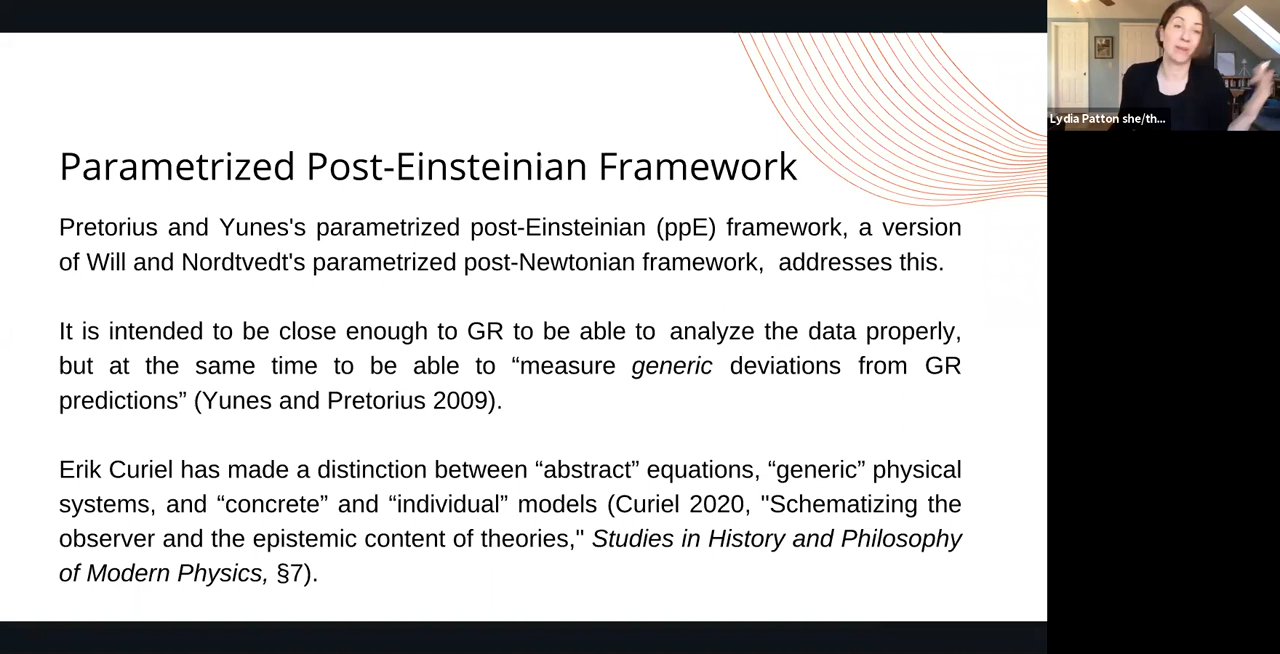 Parametrized Post-Einsteinian Framework
Pretorius and Yunes's parametrized post-Einsteinian (ppE) framework, a version
of Will and Nordtvedt's parametrized post-Newtonian framework, addresses this.
It is intended to be close enough to GR to be able to analyze the data properly,
but at the same time to be able to “measure generic deviations from GR
predictions” (Yunes and Pretorius 2009).
Erik Curiel has made a distinction between “abstract” equations, “generic” physical
systems, and “concrete” and “individual” models (Curiel 2020, "Schematizing the
observer and the epistemic content of theories," Studies in History and Philosophy
of Modern Physics, §7).
Lydia Patton she/th...